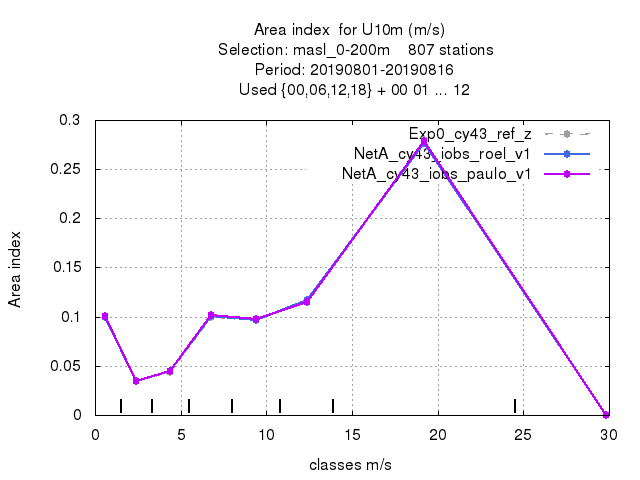 Area index  for U10m (m/s)
Selection: masl_0-200m    807 stations
Period: 20190801-20190816
Used {00,06,12,18} + 00 01 ... 12
0.3
0.25
0.2
0.15
0.1
0.05
0
Area index
Exp0_cy43_ref_z
NetA_cy43_iobs_roel_v1
NetA_cy43_iobs_paulo_v1
0 5 10 15 20 25 30
classes m/s